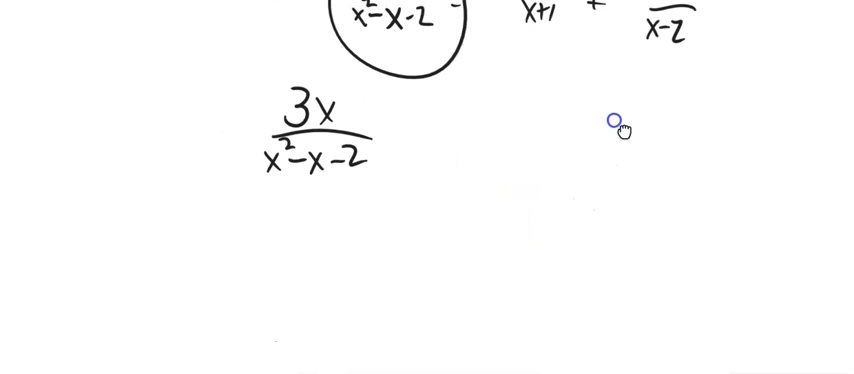 x²-x-2 = x+1 + x-2
3x
x²-x-2